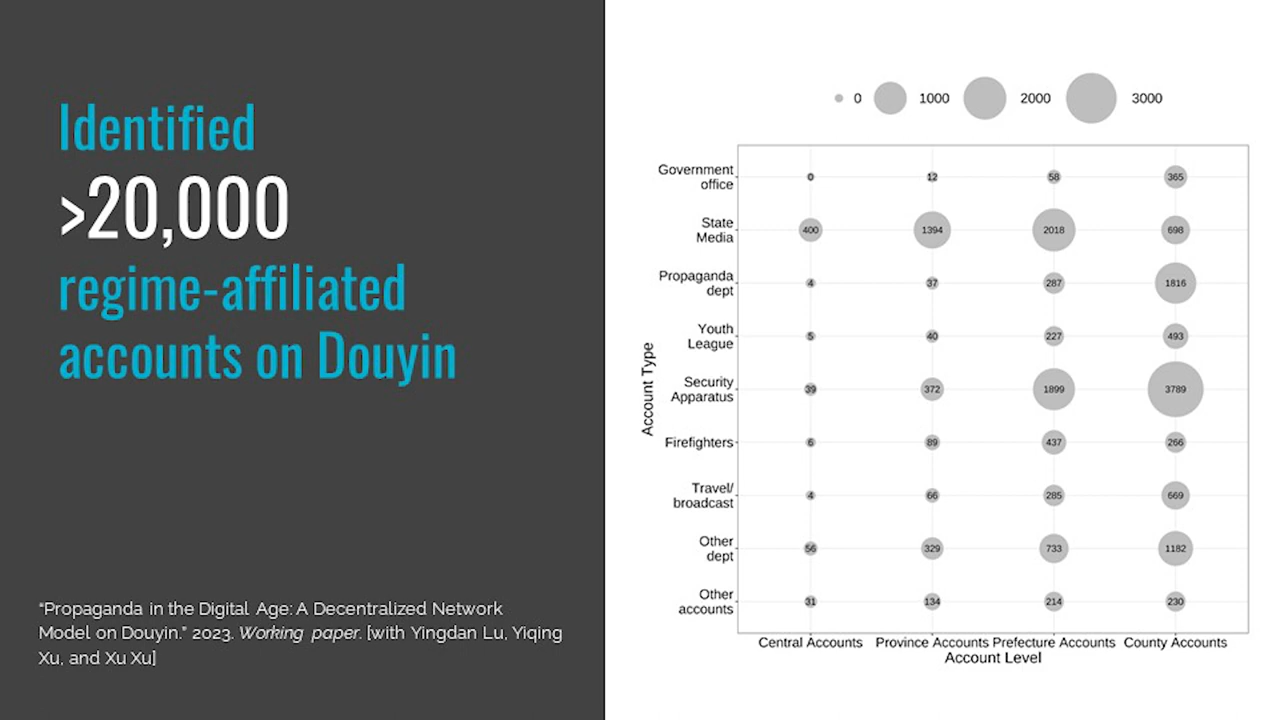 Identified
>20,000
regime-affiliated
accounts on Douyin
“Propaganda in the Digital Age: A Decentralized Network
Model on Douyin.” 2023. Working paper. [with Yingdan Lu, Yiqing
Xu, and Xu Xu]
0 1000 2000 3000
Account Type
Government
office
0 12 58 365
State
Media
400 1394 2018 698
Propaganda
dept
4 37 287 1816
Youth
League
5 40 227 493
Security
Apparatus
39 372 1899 3789
Firefighters
6 89 437 266
Travel/
broadcast
4 66 285 669
Other
dept
56 329 733 1182
Other
accounts
31 134 214 230
Central Accounts Province Accounts Prefecture Accounts County Accounts
Account Level